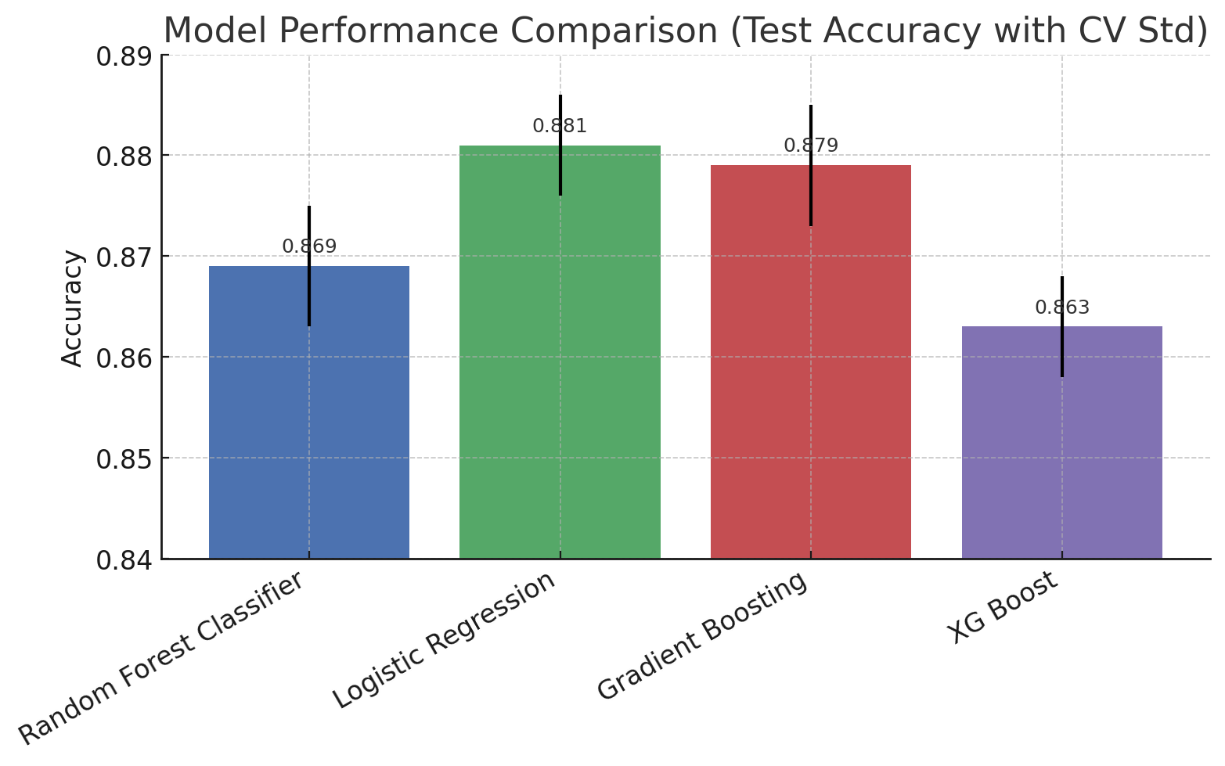 Model Performance Comparison (Test Accuracy with CV Std)
0.89
0.88
0.87
0.86
0.85
0.84
Accuracy
0.869
0.881
0.879
0.863
Random Forest Classifier
Logistic Regression
Gradient Boosting
XG Boost